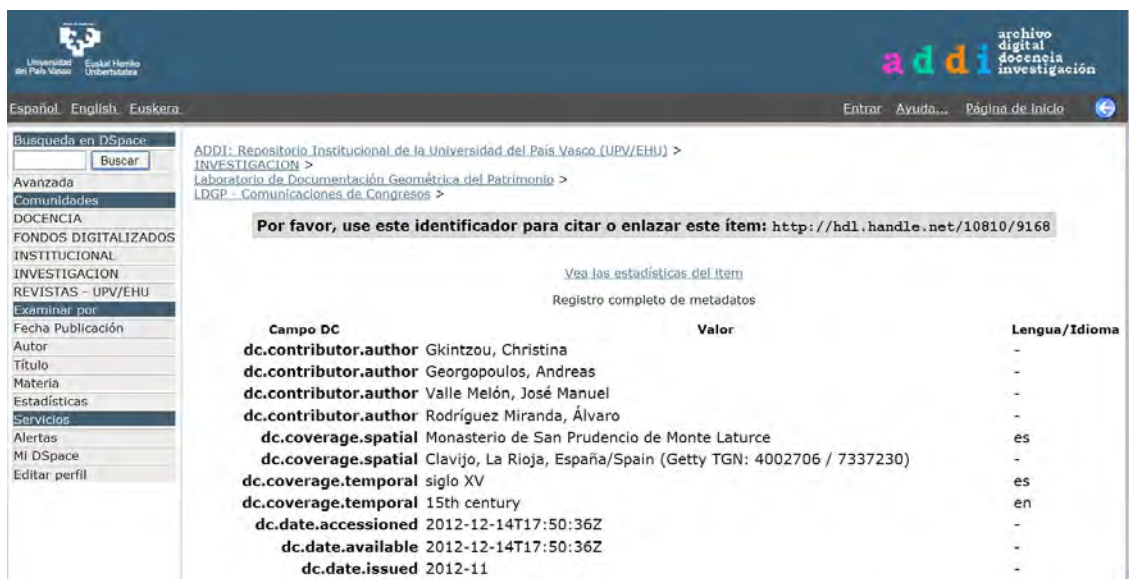 Universidad del País Vasco
Euskal Herriko Unibertsitatea
addi
archivo
digital
docencia
investigación
Español English Euskera
Entrar Ayuda... Página de Inicio
Busqueda en DSpace
Buscar
Avanzada
Comunidades
DOCENCIA
FONDOS DIGITALIZADOS
INSTITUCIONAL
INVESTIGACION
REVISTAS - UPV/EHU
Examinar por
Fecha Publicación
Autor
Título
Materia
Estadísticas
Servicios
Alertas
Mi DSpace
Editar perfil
ADDI: Repositorio Institucional de la Universidad del Pais Vasco (UPV/EHU) >
INVESTIGACION >
Laboratorio de Documentación Geométrica del Patrimonio >
LDGP - Comunicaciones de Congresos >
Por favor, use este identificador para citar o enlazar este ítem: http://hdl.handle.net/10810/9168
Vea las estadísticas del ítem
Registro completo de metadatos
Campo DC Valor Lengua/Idioma
dc.contributor.author Gkintzou, Christina -
dc.contributor.author Georgopoulos, Andreas -
dc.contributor.author Valle Melón, José Manuel -
dc.contributor.author Rodríguez Miranda, Álvaro -
dc.coverage.spatial Monasterio de San Prudencio de Monte Laturce es
dc.coverage.spatial Clavijo, La Rioja, España/Spain (Getty TGN: 4002706 / 7337230) -
dc.coverage.temporal siglo XV es
dc.coverage.temporal 15th century en
dc.date.accessioned 2012-12-14T17:50:36Z -
dc.date.available 2012-12-14T17:50:36Z -
dc.date.issued 2012-11 -